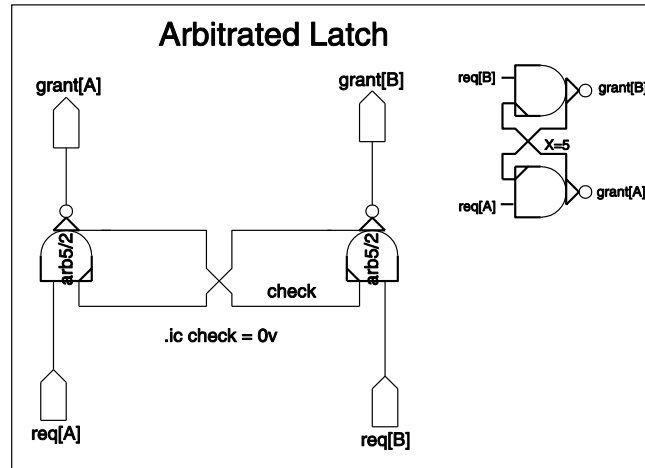 Arbitrated Latch
grant[A]
grant[B]
arb5/2
arb5/2
check
.ic check = 0v
req[A]
req[B]
req[B]
grant[B]
X=5
req[A]
grant[A]